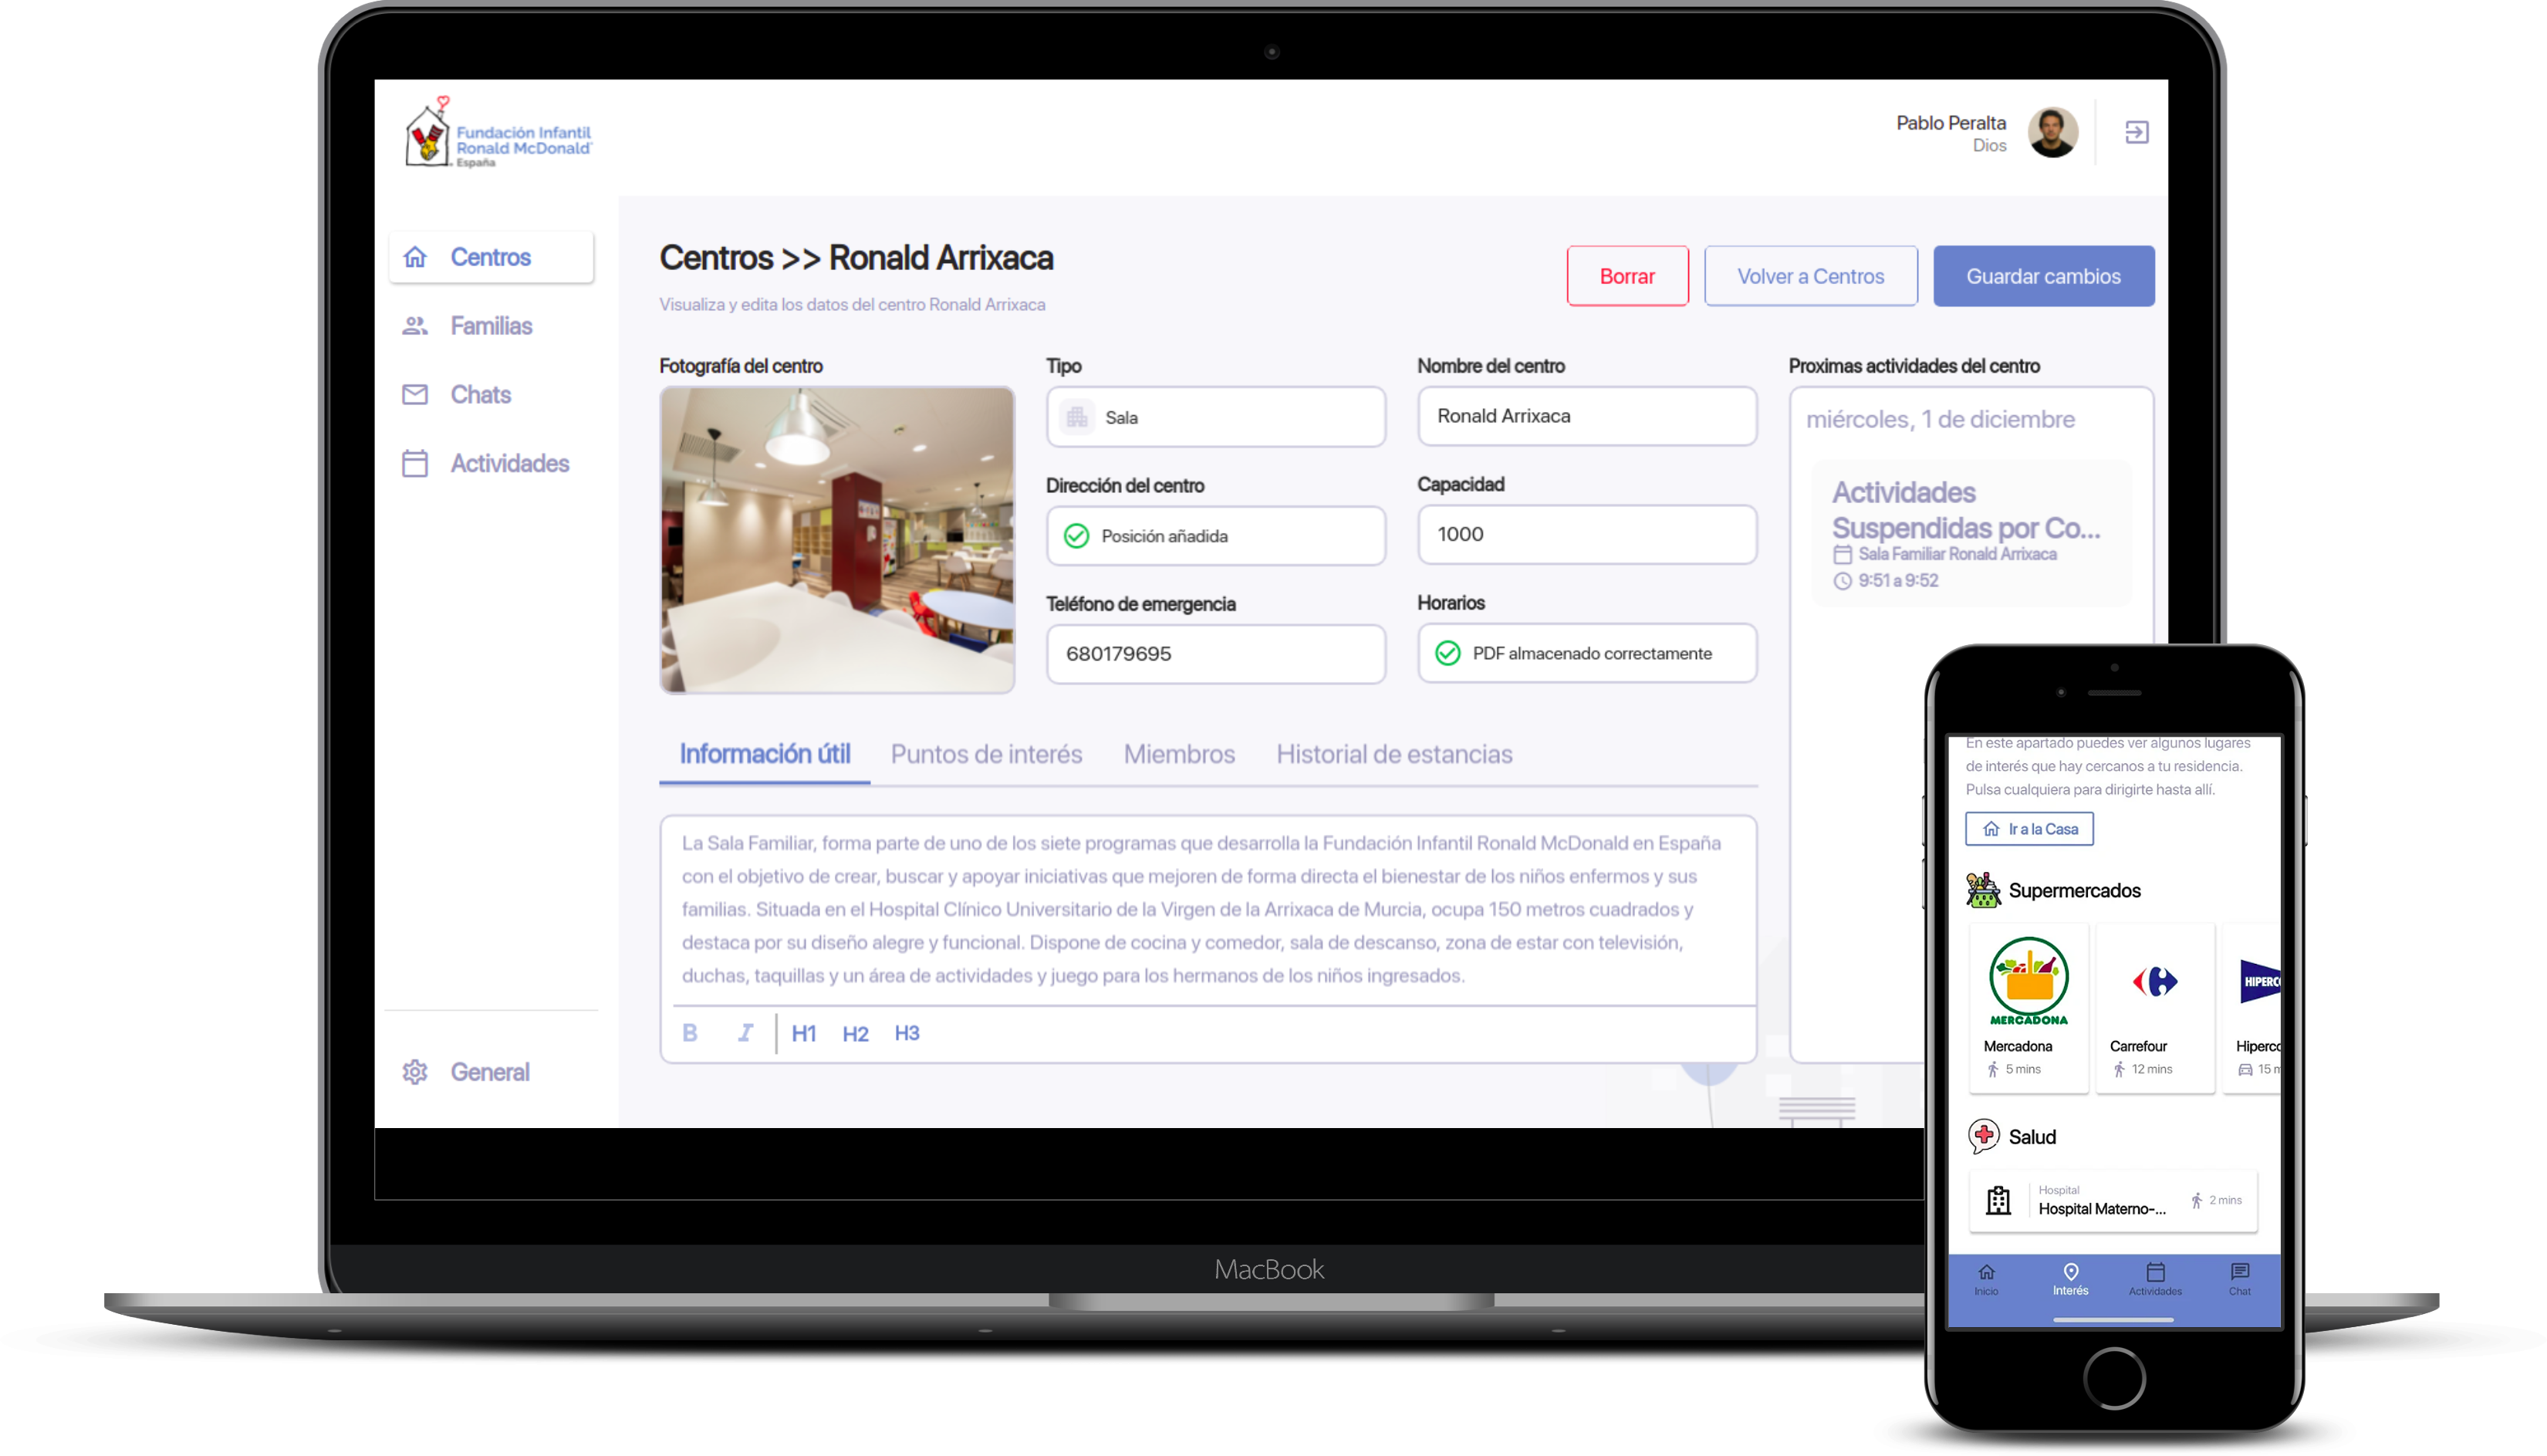 Fundación Infantil
Ronald McDonald
España
Pablo Peralta
Dios
Centros
Familias
Chats
Actividades
General
Centros >> Ronald Arrixaca
Visualiza y edita los datos del centro Ronald Arrixaca
Borrar
Volver a Centros
Guardar cambios
Fotografía del centro
Tipo
Sala
Nombre del centro
Ronald Arrixaca
Dirección del centro
Posición añadida
Capacidad
1000
Teléfono de emergencia
680179695
Horarios
PDF almacenado correctamente
Proximas actividades del centro
miércoles, 1 de diciembre
Actividades
Suspendidas por Co...
Sala Familiar Ronald Arrixaca
9:51 a 9:52
Información útil
Puntos de interés
Miembros
Historial de estancias
La Sala Familiar, forma parte de uno de los siete programas que desarrolla la Fundación Infantil Ronald McDonald en España
con el objetivo de crear, buscar y apoyar iniciativas que mejoren de forma directa el bienestar de los niños enfermos y sus
familias. Situada en el Hospital Clínico Universitario de la Virgen de la Arrixaca de Murcia, ocupa 150 metros cuadrados y
destaca por su diseño alegre y funcional. Dispone de cocina y comedor, sala de descanso, zona de estar con televisión,
duchas, taquillas y un área de actividades y juego para los hermanos de los niños ingresados.
B I H1 H2 H3
MacBook
En este apartado puedes ver algunos lugares
de interés que hay cercanos a tu residencia.
Pulsa cualquiera para dirigirte hasta allí.
Ir a la Casa
Supermercados
MERCADONA
HIPERC
Mercadona
5 mins
Carrefour
12 mins
Hiperco
15 m
Salud
Hospital
Hospital Materno-...
2 mins
Inicio
Interés
Actividades
Chat